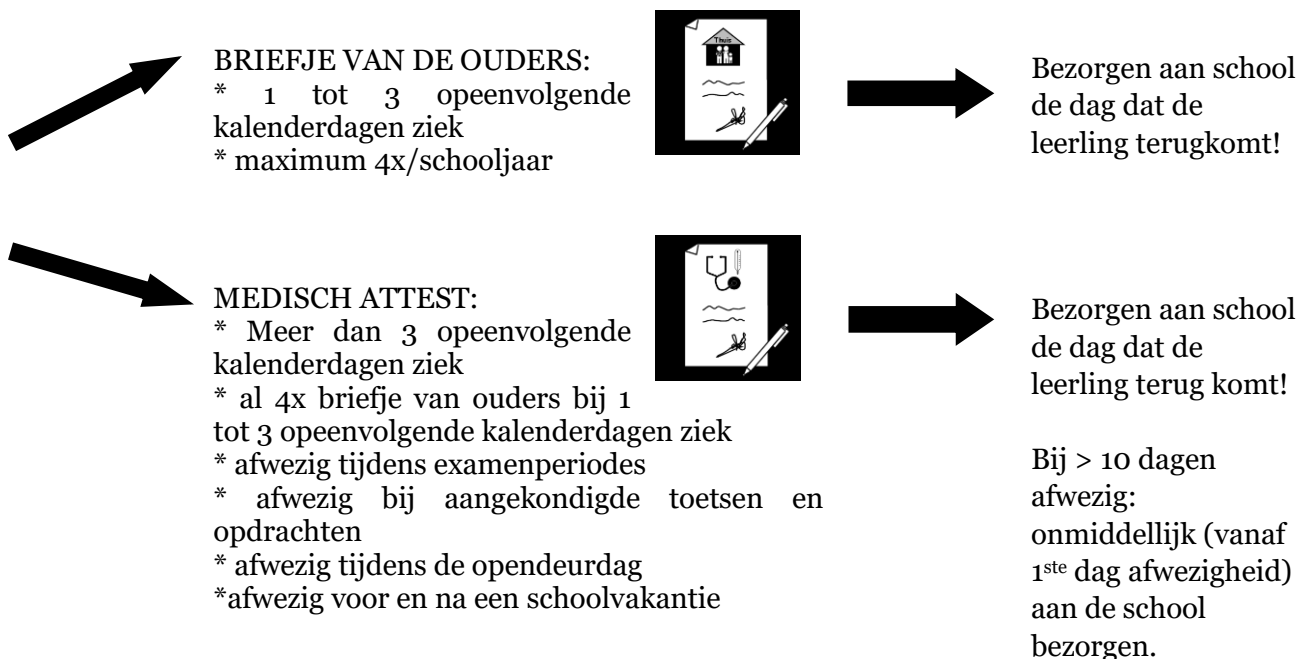 BRIEFJE VAN DE OUDERS:
* 1 tot 3 opeenvolgende
kalenderdagen ziek
* maximum 4x/schooljaar
Thuis
Bezorgen aan school
de dag dat de
leerling terugkomt!
MEDISCH ATTEST:
* Meer dan 3 opeenvolgende
kalenderdagen ziek
* al 4x briefje van ouders bij 1
tot 3 opeenvolgende kalenderdagen ziek
* afwezig tijdens examenperiodes
* afwezig bij aangekondigde toetsen en
opdrachten
* afwezig tijdens de opendeurdag
*afwezig voor en na een schoolvakantie
Bezorgen aan school
de dag dat de
leerling terug komt!
Bij > 10 dagen
afwezig:
onmiddellijk (vanaf
1ste dag afwezigheid)
aan de school
bezorgen.